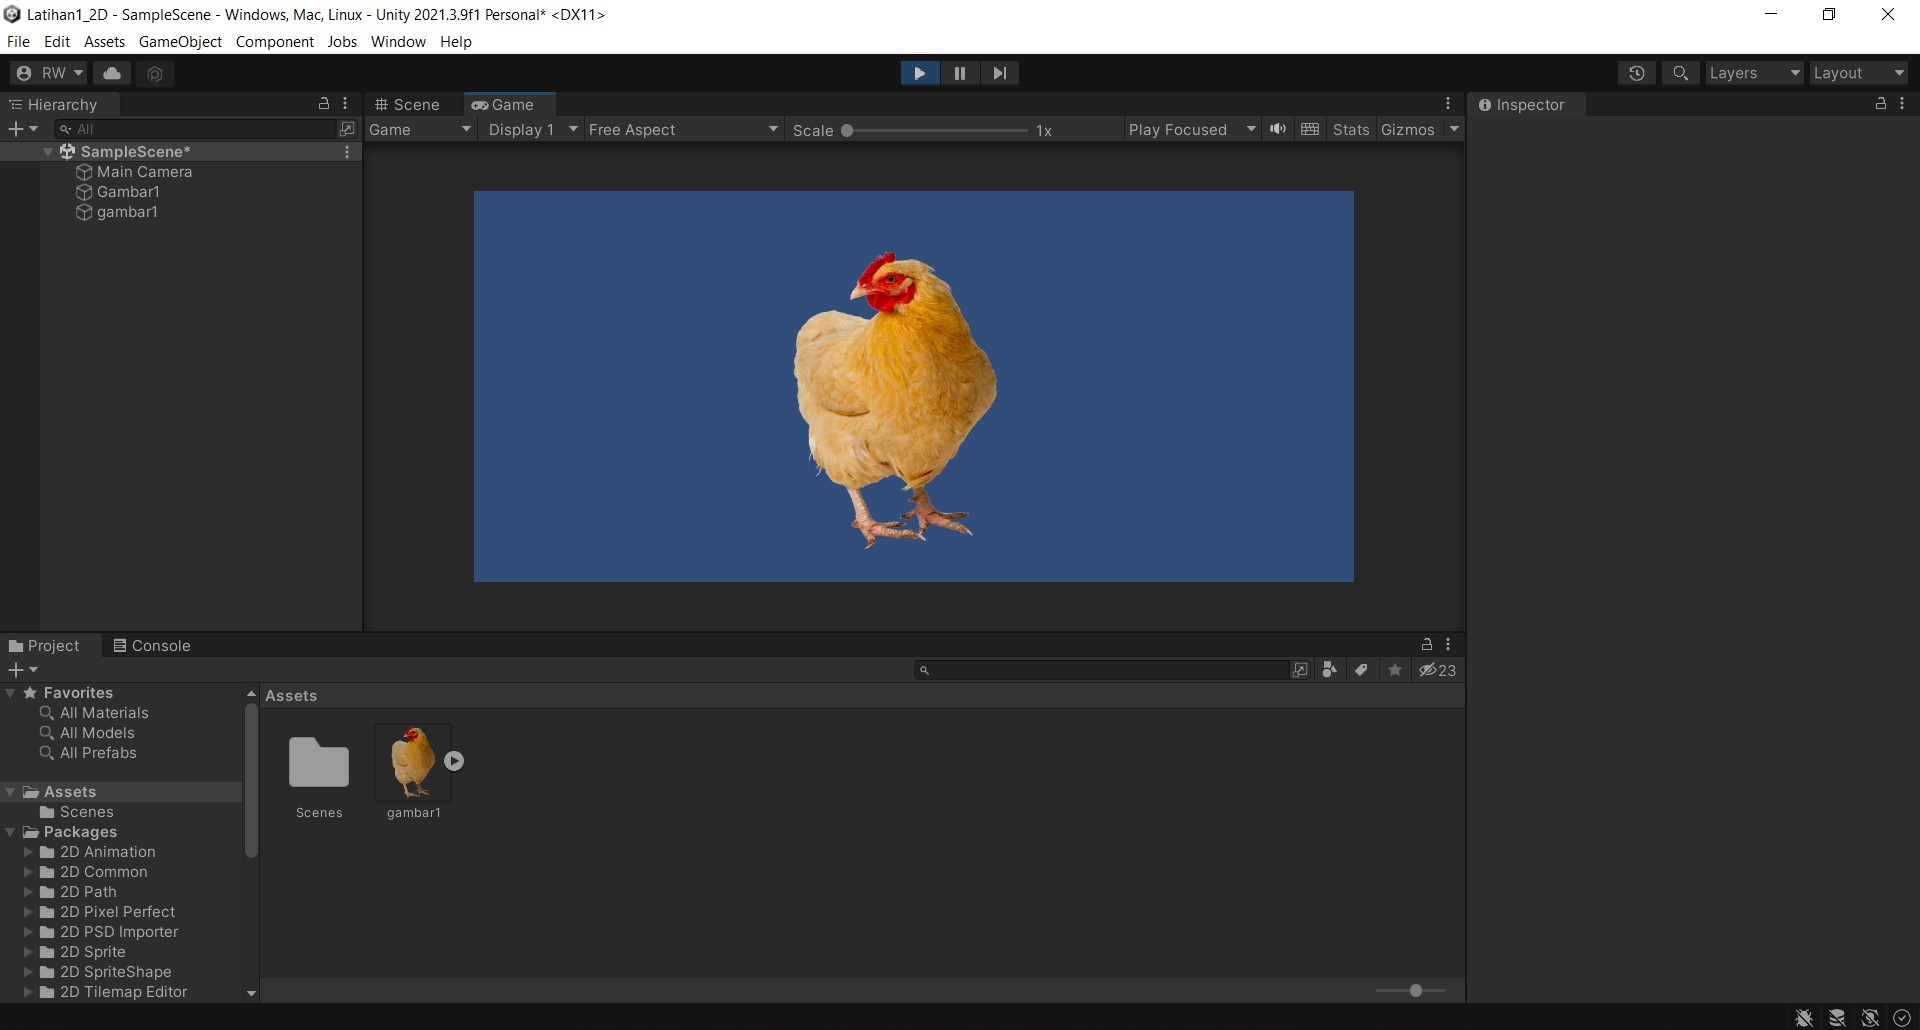 Latihan1_2D - SampleScene - Windows, Mac, Linux - Unity 2021.3.9f1 Personal* <DX11>
File Edit Assets GameObject Component Jobs Window Help
RW Layers Layout
Hierarchy
All
SampleScene*
Main Camera
Gambar1
gambar1
Scene Game
Game Display 1 Free Aspect Scale 1x Play Focused Stats Gizmos
Inspector
Project Console
23
Favorites
All Materials
All Models
All Prefabs
Assets
Scenes
Packages
2D Animation
2D Common
2D Path
2D Pixel Perfect
2D PSD Importer
2D Sprite
2D SpriteShape
2D Tilemap Editor
Assets
Scenes gambar1